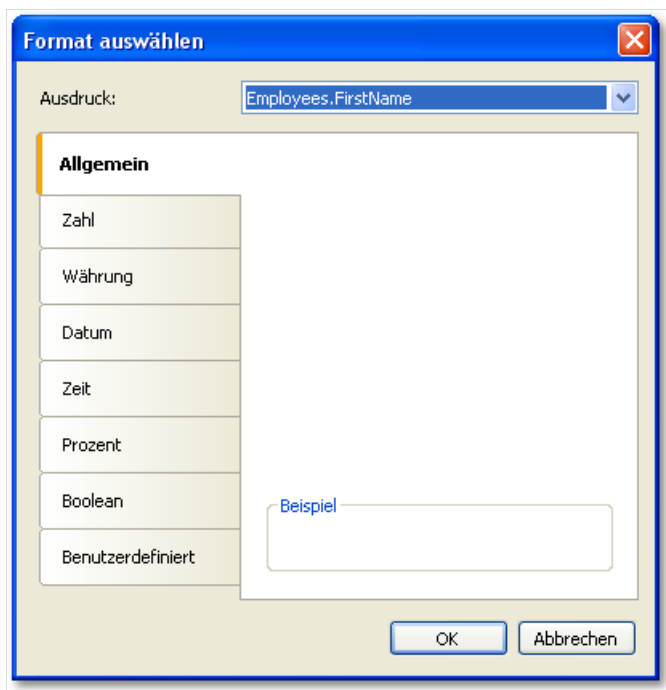 Format auswählen
Ausdruck:
Employees.FirstName
Allgemein
Zahl
Währung
Datum
Zeit
Prozent
Boolean
Benutzerdefiniert
Beispiel
OK
Abbrechen